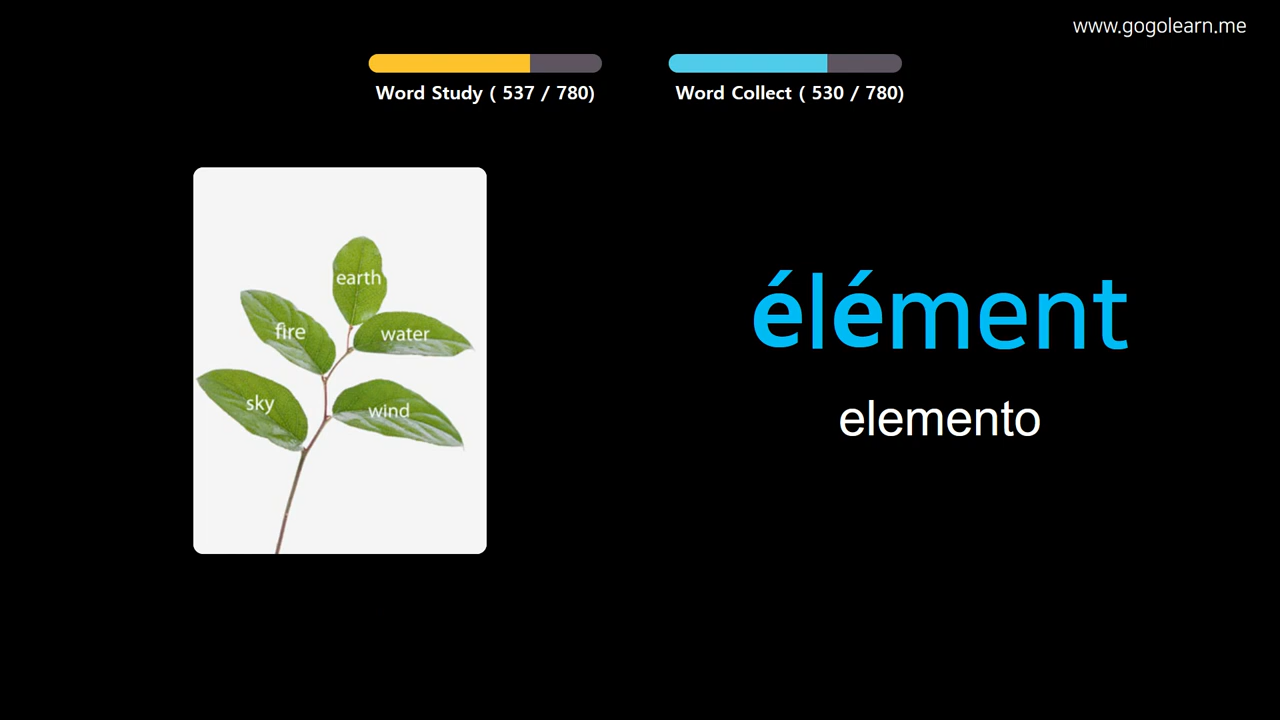 www.gogolearn.me
Word Study ( 537 / 780)
Word Collect ( 530 / 780)
earth
fire
water
sky
wind
élément
elemento